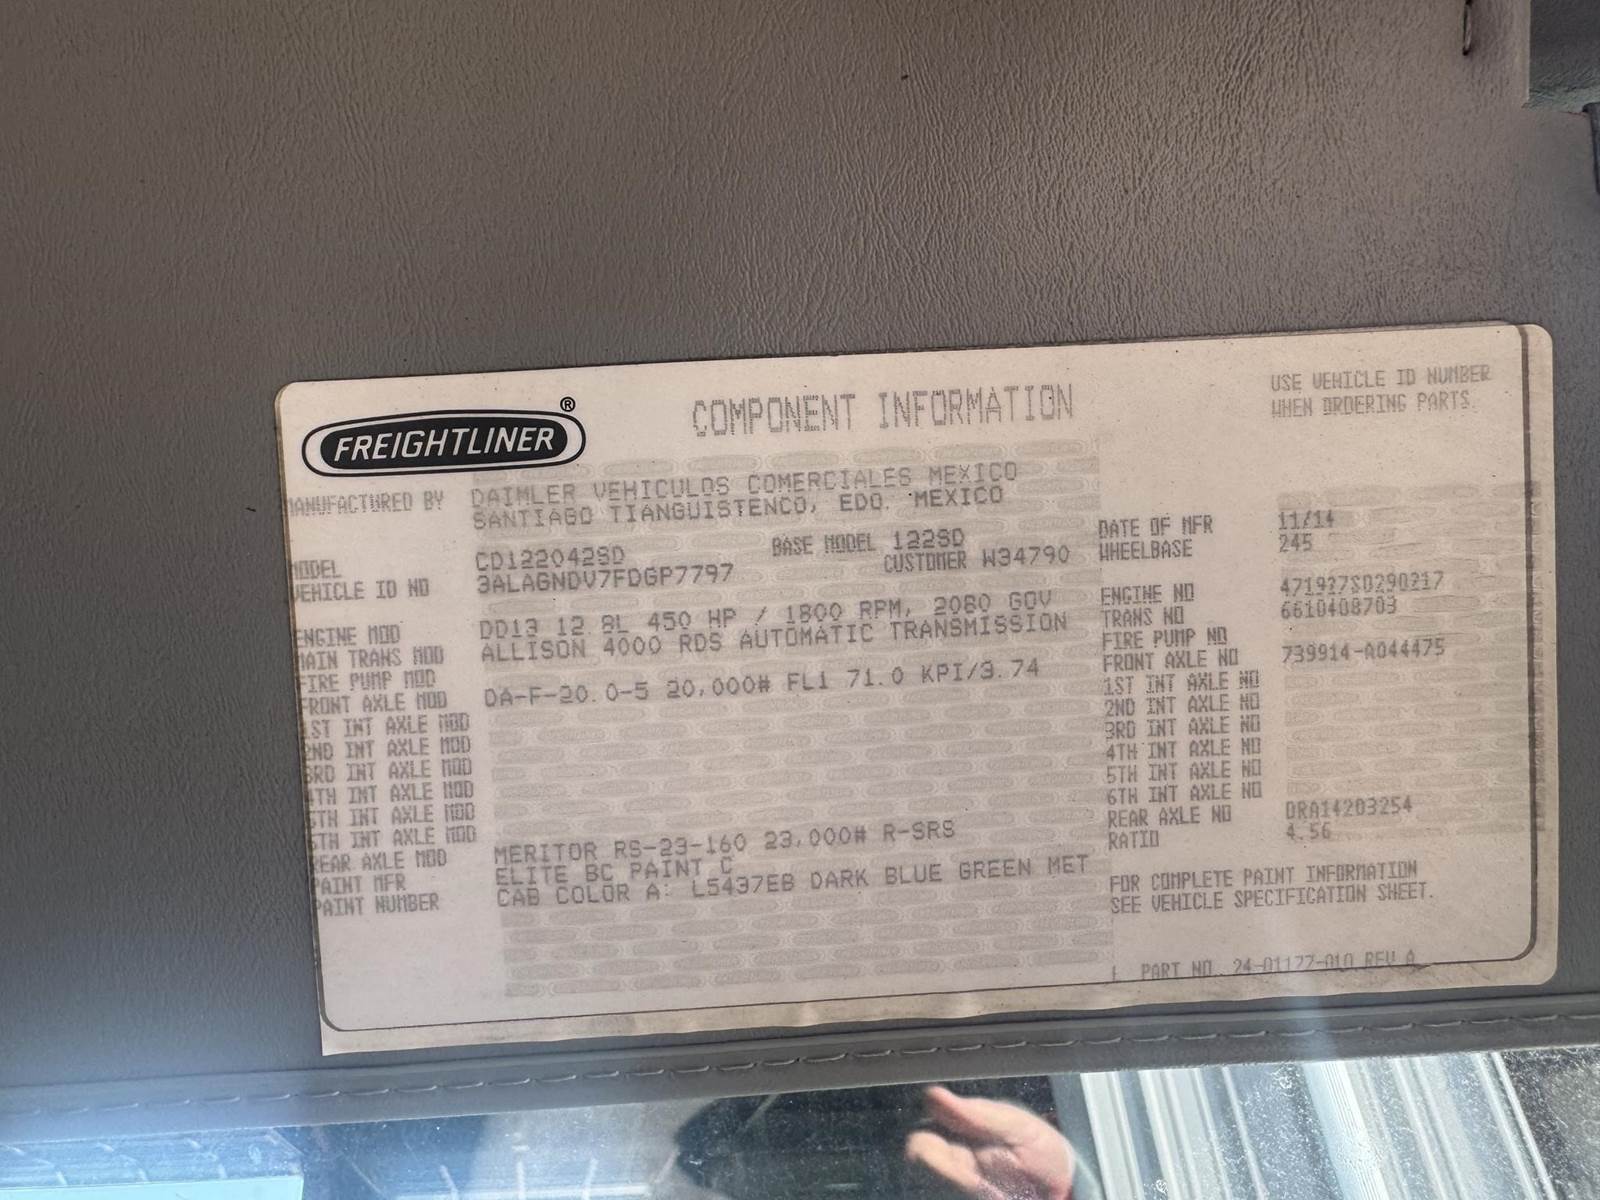 FREIGHTLINER ®
COMPONENT INFORMATION
USE VEHICLE ID NUMBER
WHEN ORDERING PARTS.
MANUFACTURED BY DAIMLER VEHICULOS COMERCIALES MEXICO
SANTIAGO TIANGUISTENCO, EDO. MEXICO
MODEL CD122042SD BASE MODEL 122SD
VEHICLE ID NO 3ALAGNDV7FDGP7797 CUSTOMER W34790
DATE OF MFR 11/14
WHEELBASE 245
ENGINE MOD DD13 12.8L 450 HP / 1800 RPM, 2080 GOV
MAIN TRANS MOD ALLISON 4000 RDS AUTOMATIC TRANSMISSION
FIRE PUMP MOD
FRONT AXLE MOD DA-F-20.0-5 20,000# FL1 71.0 KPI/3.74
1ST INT AXLE MOD
2ND INT AXLE MOD
3RD INT AXLE MOD
4TH INT AXLE MOD
5TH INT AXLE MOD
6TH INT AXLE MOD
REAR AXLE MOD MERITOR RS-23-160 23,000# R-SRS
PAINT MFR ELITE BC PAINT C
PAINT NUMBER CAB COLOR A: L5437EB DARK BLUE GREEN MET
ENGINE NO 471927S0290217
TRANS NO 6610408703
FIRE PUMP NO
FRONT AXLE NO 739914-A044475
1ST INT AXLE NO
2ND INT AXLE NO
3RD INT AXLE NO
4TH INT AXLE NO
5TH INT AXLE NO
6TH INT AXLE NO
REAR AXLE NO DRA14203254
RATIO 4.56
FOR COMPLETE PAINT INFORMATION
SEE VEHICLE SPECIFICATION SHEET.
PART NO. 24-01177-010 REV A